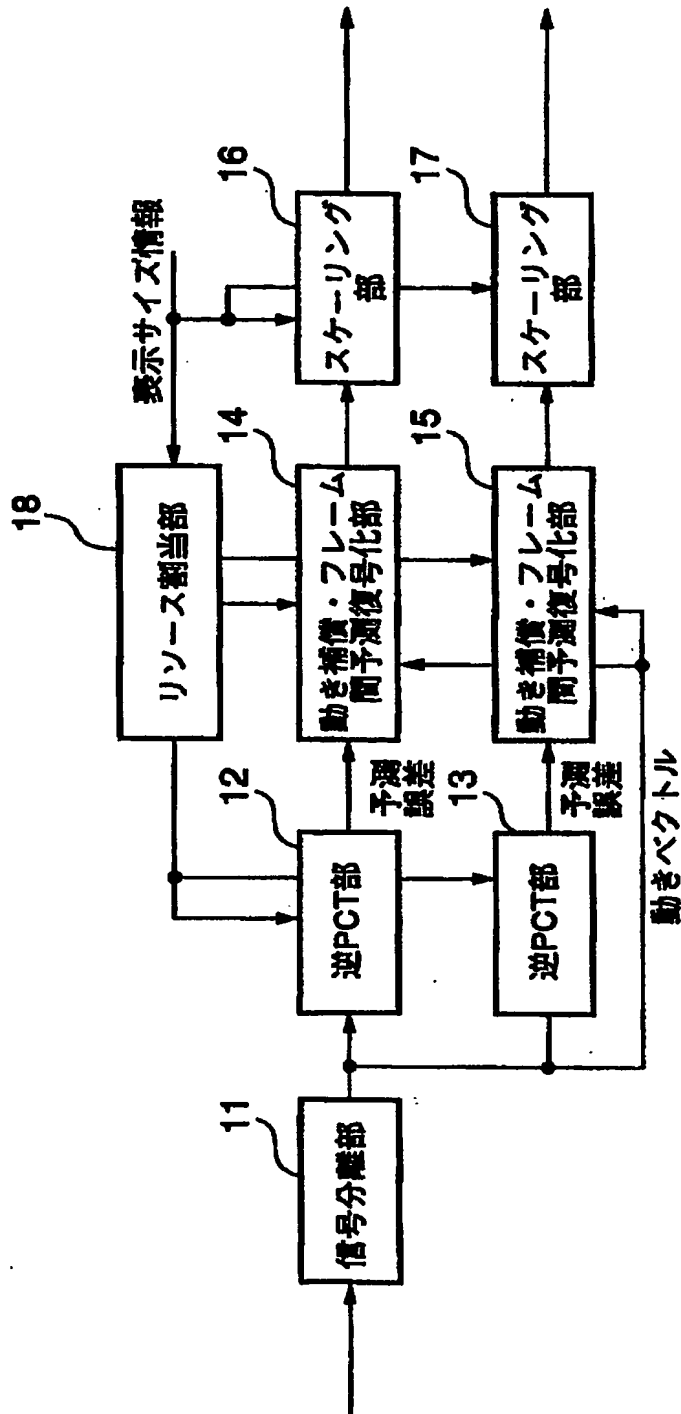 18
リソース割当部
表示サイズ情報
11
信号分離部
12
逆PCT部
予測
誤差
14
動き補償・フレーム
間予測復号化部
16
スケーリング
部
13
逆PCT部
予測
誤差
15
動き補償・フレーム
間予測復号化部
17
スケーリング
部
動きベクトル